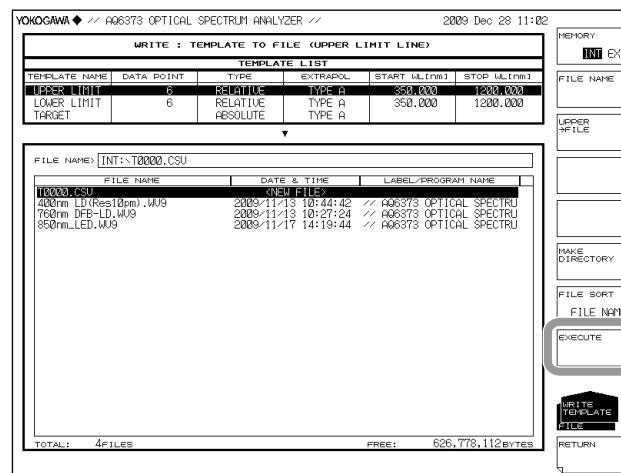 YOKOGAWA ◆ // AQ6373 OPTICAL SPECTRUM ANALYZER // 2009 Dec 28 11:02
WRITE : TEMPLATE TO FILE (UPPER LIMIT LINE)
TEMPLATE LIST
TEMPLATE NAME DATA POINT TYPE EXTRAPOL START WL[nm] STOP WL[nm]
UPPER LIMIT 6 RELATIVE TYPE A 350.000 1200.000
LOWER LIMIT 6 RELATIVE TYPE A 350.000 1200.000
TARGET ABSOLUTE TYPE A
▼
FILE NAME> INT:\T0000.CSV
FILE NAME DATE & TIME LABEL/PROGRAM NAME
T0000.CSV <NEW FILE>
400nm LD(Res10pm).WV9 2009/11/13 10:44:42 // AQ6373 OPTICAL SPECTRU
760nm DFB-LD.WV9 2009/11/13 10:27:24 // AQ6373 OPTICAL SPECTRU
850nm_LED.WV9 2009/11/17 14:19:44 // AQ6373 OPTICAL SPECTRU
TOTAL: 4FILES FREE: 626,778,112BYTES
MEMORY
INT EX
FILE NAME
UPPER
→FILE
MAKE
DIRECTORY
FILE SORT
FILE NAM
EXECUTE
WRITE
TEMPLATE
FILE
RETURN